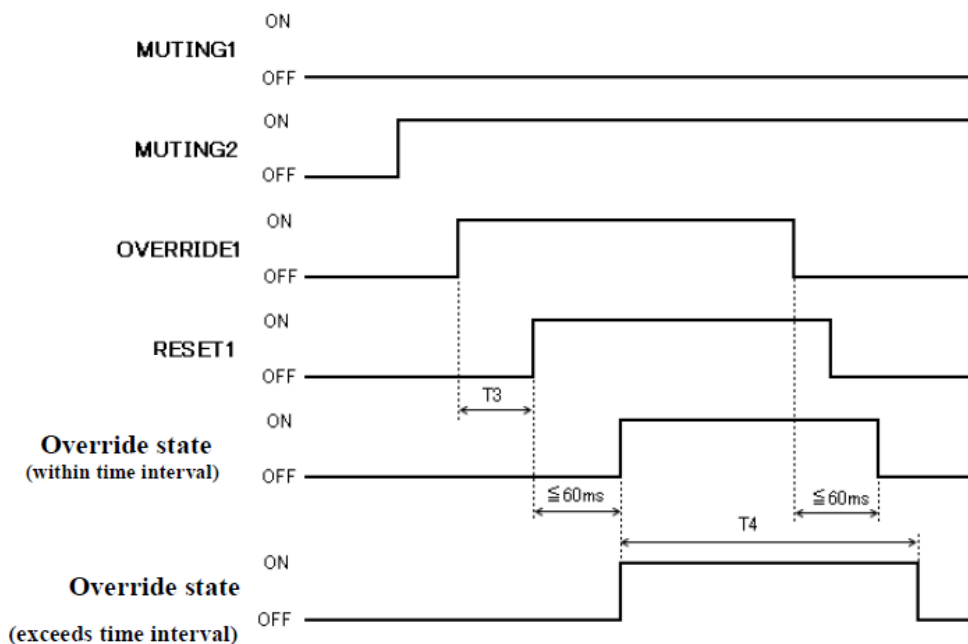 ON
MUTING1
OFF
ON
MUTING2
OFF
ON
OVERRIDE1
OFF
ON
RESET1
OFF
T3
ON
Override state
(within time interval)
OFF
≦60ms
≦60ms
T4
ON
Override state
OFF
(exceeds time interval)